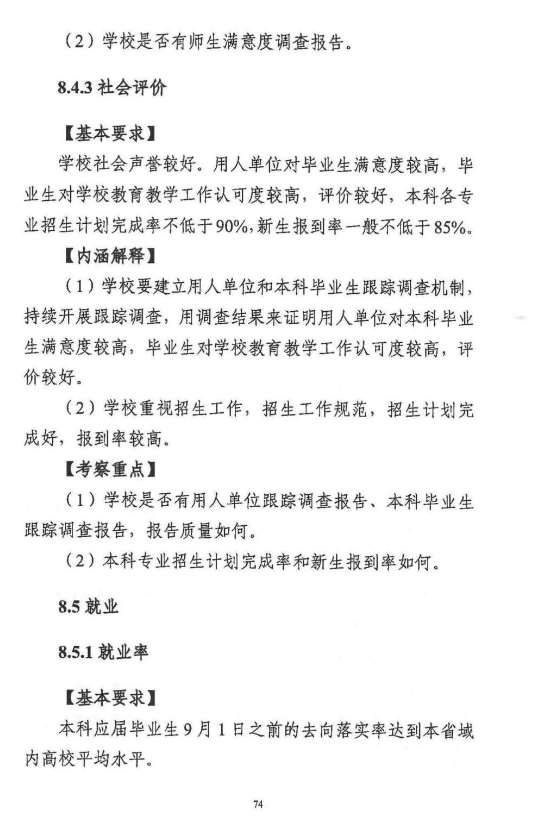 （2）学校是否有师生满意度调查报告。
8.4.3 社会评价
【基本要求】
学校社会声誉较好。用人单位对毕业生满意度较高，毕
业生对学校教育教学工作认可度较高，评价较好，本科各专
业招生计划完成率不低于90%,新生报到率一般不低于85%。
【内涵解释】
（1）学校要建立用人单位和本科毕业生跟踪调查机制，
持续开展跟踪调查，用调查结果来证明用人单位对本科毕业
生满意度较高，毕业生对学校教育教学工作认可度较高，评
价较好。
（2）学校重视招生工作，招生工作规范，招生计划完
成好，报到率较高。
【考察重点】
（1）学校是否有用人单位跟踪调查报告、本科毕业生
跟踪调查报告，报告质量如何。
（2）本科专业招生计划完成率和新生报到率如何。
8.5 就业
8.5.1 就业率
【基本要求】
本科应届毕业生9月1日之前的去向落实率达到本省域
内高校平均水平。
74